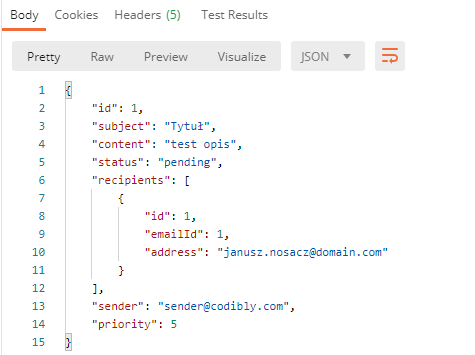 Body Cookies Headers (5) Test Results
Pretty Raw Preview Visualize JSON
1 {
2 "id": 1,
3 "subject": "Tytuł",
4 "content": "test opis",
5 "status": "pending",
6 "recipients": [
7 {
8 "id": 1,
9 "emailId": 1,
10 "address": "janusz.nosacz@domain.com"
11 }
12 ],
13 "sender": "sender@codibly.com",
14 "priority": 5
15 }